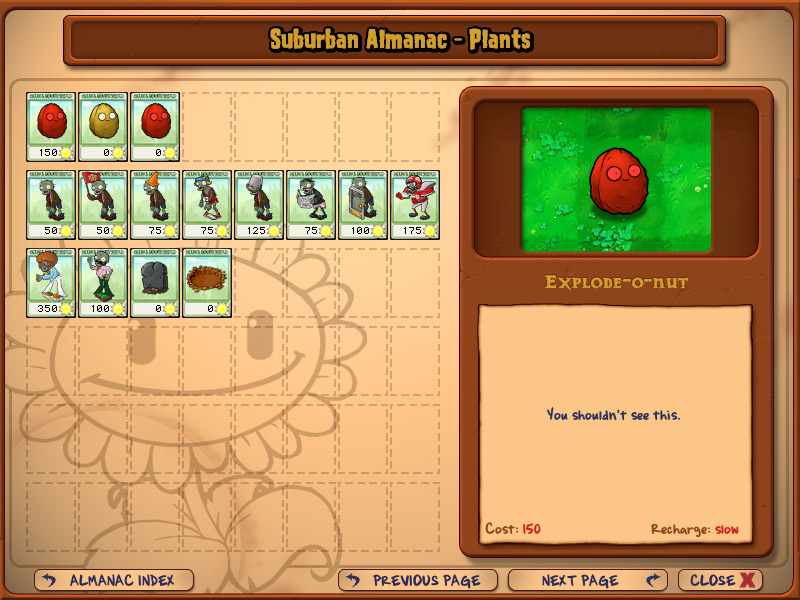 Suburban Almanac - Plants
150
0
0
50
50
75
75
125
75
100
175
350
100
0
0
Explode-o-nut
You shouldn't see this.
Cost: 150
Recharge: slow
ALMANAC INDEX
PREVIOUS PAGE
NEXT PAGE
CLOSE